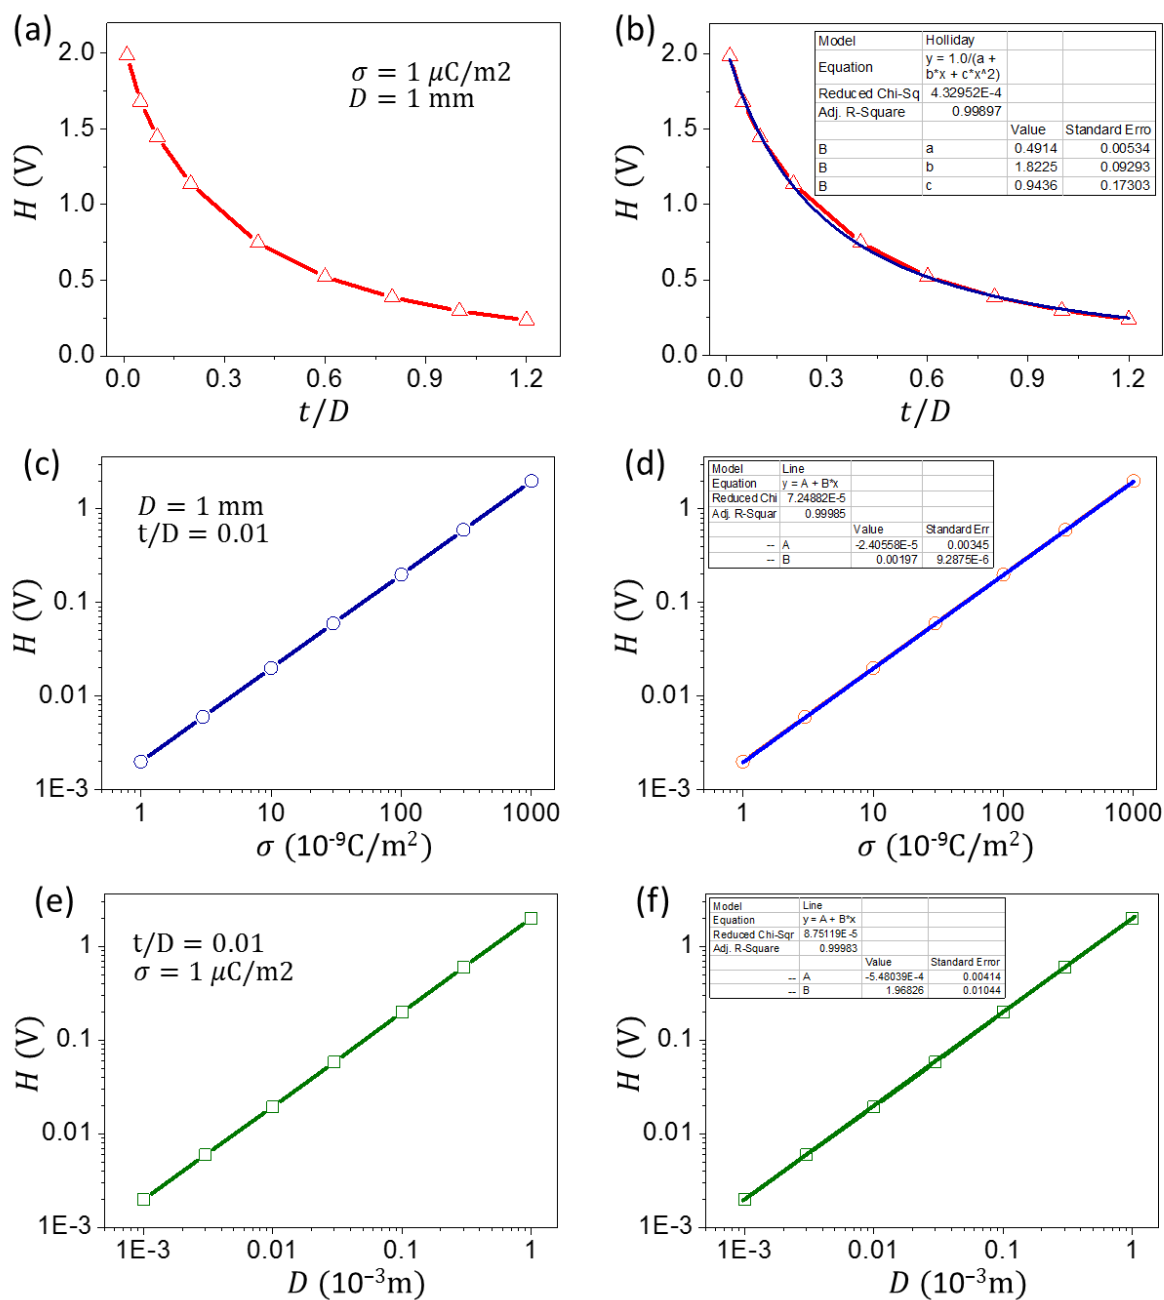 (a)
H (V)
2.0
1.5
1.0
0.5
0.0
σ = 1 μC/m2
D = 1 mm
0.0 0.3 0.6 0.9 1.2
t/D
(b)
H (V)
2.0
1.5
1.0
0.5
0.0
Model Holliday
Equation y = 1.0/(a + b*x + c*x^2)
Reduced Chi-Sq 4.32952E-4
Adj. R-Square 0.99897
Value Standard Erro
B a 0.4914 0.00534
B b 1.8225 0.09293
B c 0.9436 0.17303
0.0 0.3 0.6 0.9 1.2
t/D
(c)
H (V)
1
0.1
0.01
1E-3
D = 1 mm
t/D = 0.01
1 10 100 1000
σ (10⁻⁹C/m²)
(d)
H (V)
1
0.1
0.01
1E-3
Model Line
Equation y = A + B*x
Reduced Chi 7.24882E-5
Adj. R-Squar 0.99985
Value Standard Err
-- A -2.40558E-5 0.00345
-- B 0.00197 9.2875E-6
1 10 100 1000
σ (10⁻⁹C/m²)
(e)
H (V)
1
0.1
0.01
1E-3
t/D = 0.01
σ = 1 μC/m2
1E-3 0.01 0.1 1
D (10⁻³m)
(f)
H (V)
1
0.1
0.01
1E-3
Model Line
Equation y = A + B*x
Reduced Chi-Sqr 8.75119E-5
Adj. R-Square 0.99983
Value Standard Error
-- A -5.48039E-4 0.00414
-- B 1.96826 0.01044
1E-3 0.01 0.1 1
D (10⁻³m)